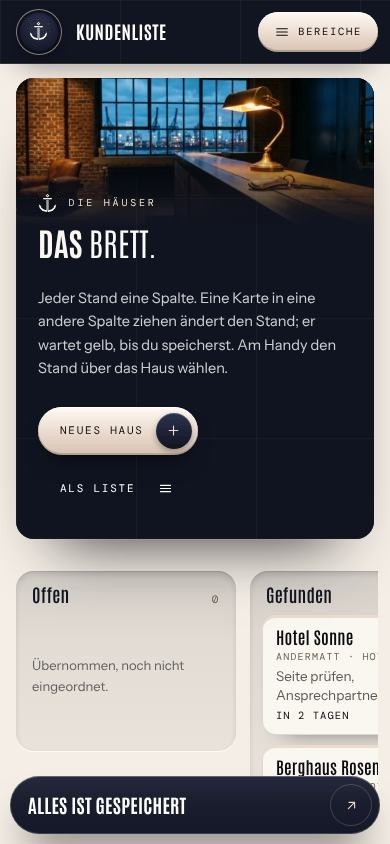 KUNDENLISTE
BEREICHE
DIE HÄUSER
DAS BRETT.
Jeder Stand eine Spalte. Eine Karte in eine
andere Spalte ziehen ändert den Stand; er
wartet gelb, bis du speicherst. Am Handy den
Stand über das Haus wählen.
NEUES HAUS
ALS LISTE
Offen
0
Übernommen, noch nicht
eingeordnet.
Gefunden
Hotel Sonne
ANDERMATT · HO
Seite prüfen,
Ansprechpartne
IN 2 TAGEN
Berghaus Rosen
ALLES IST GESPEICHERT